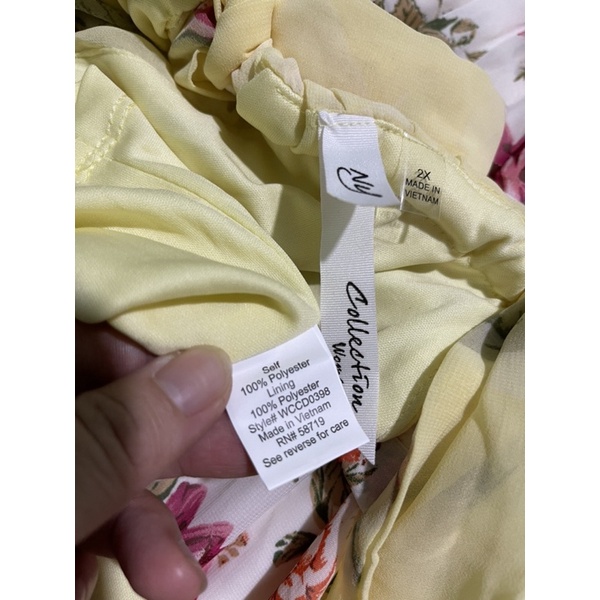 NY
Collection
2X
MADE IN
VIETNAM
Self
100% Polyester
Lining
100% Polyester
Style# WCCD0398
Made in Vietnam
RN# 58719
See reverse for care